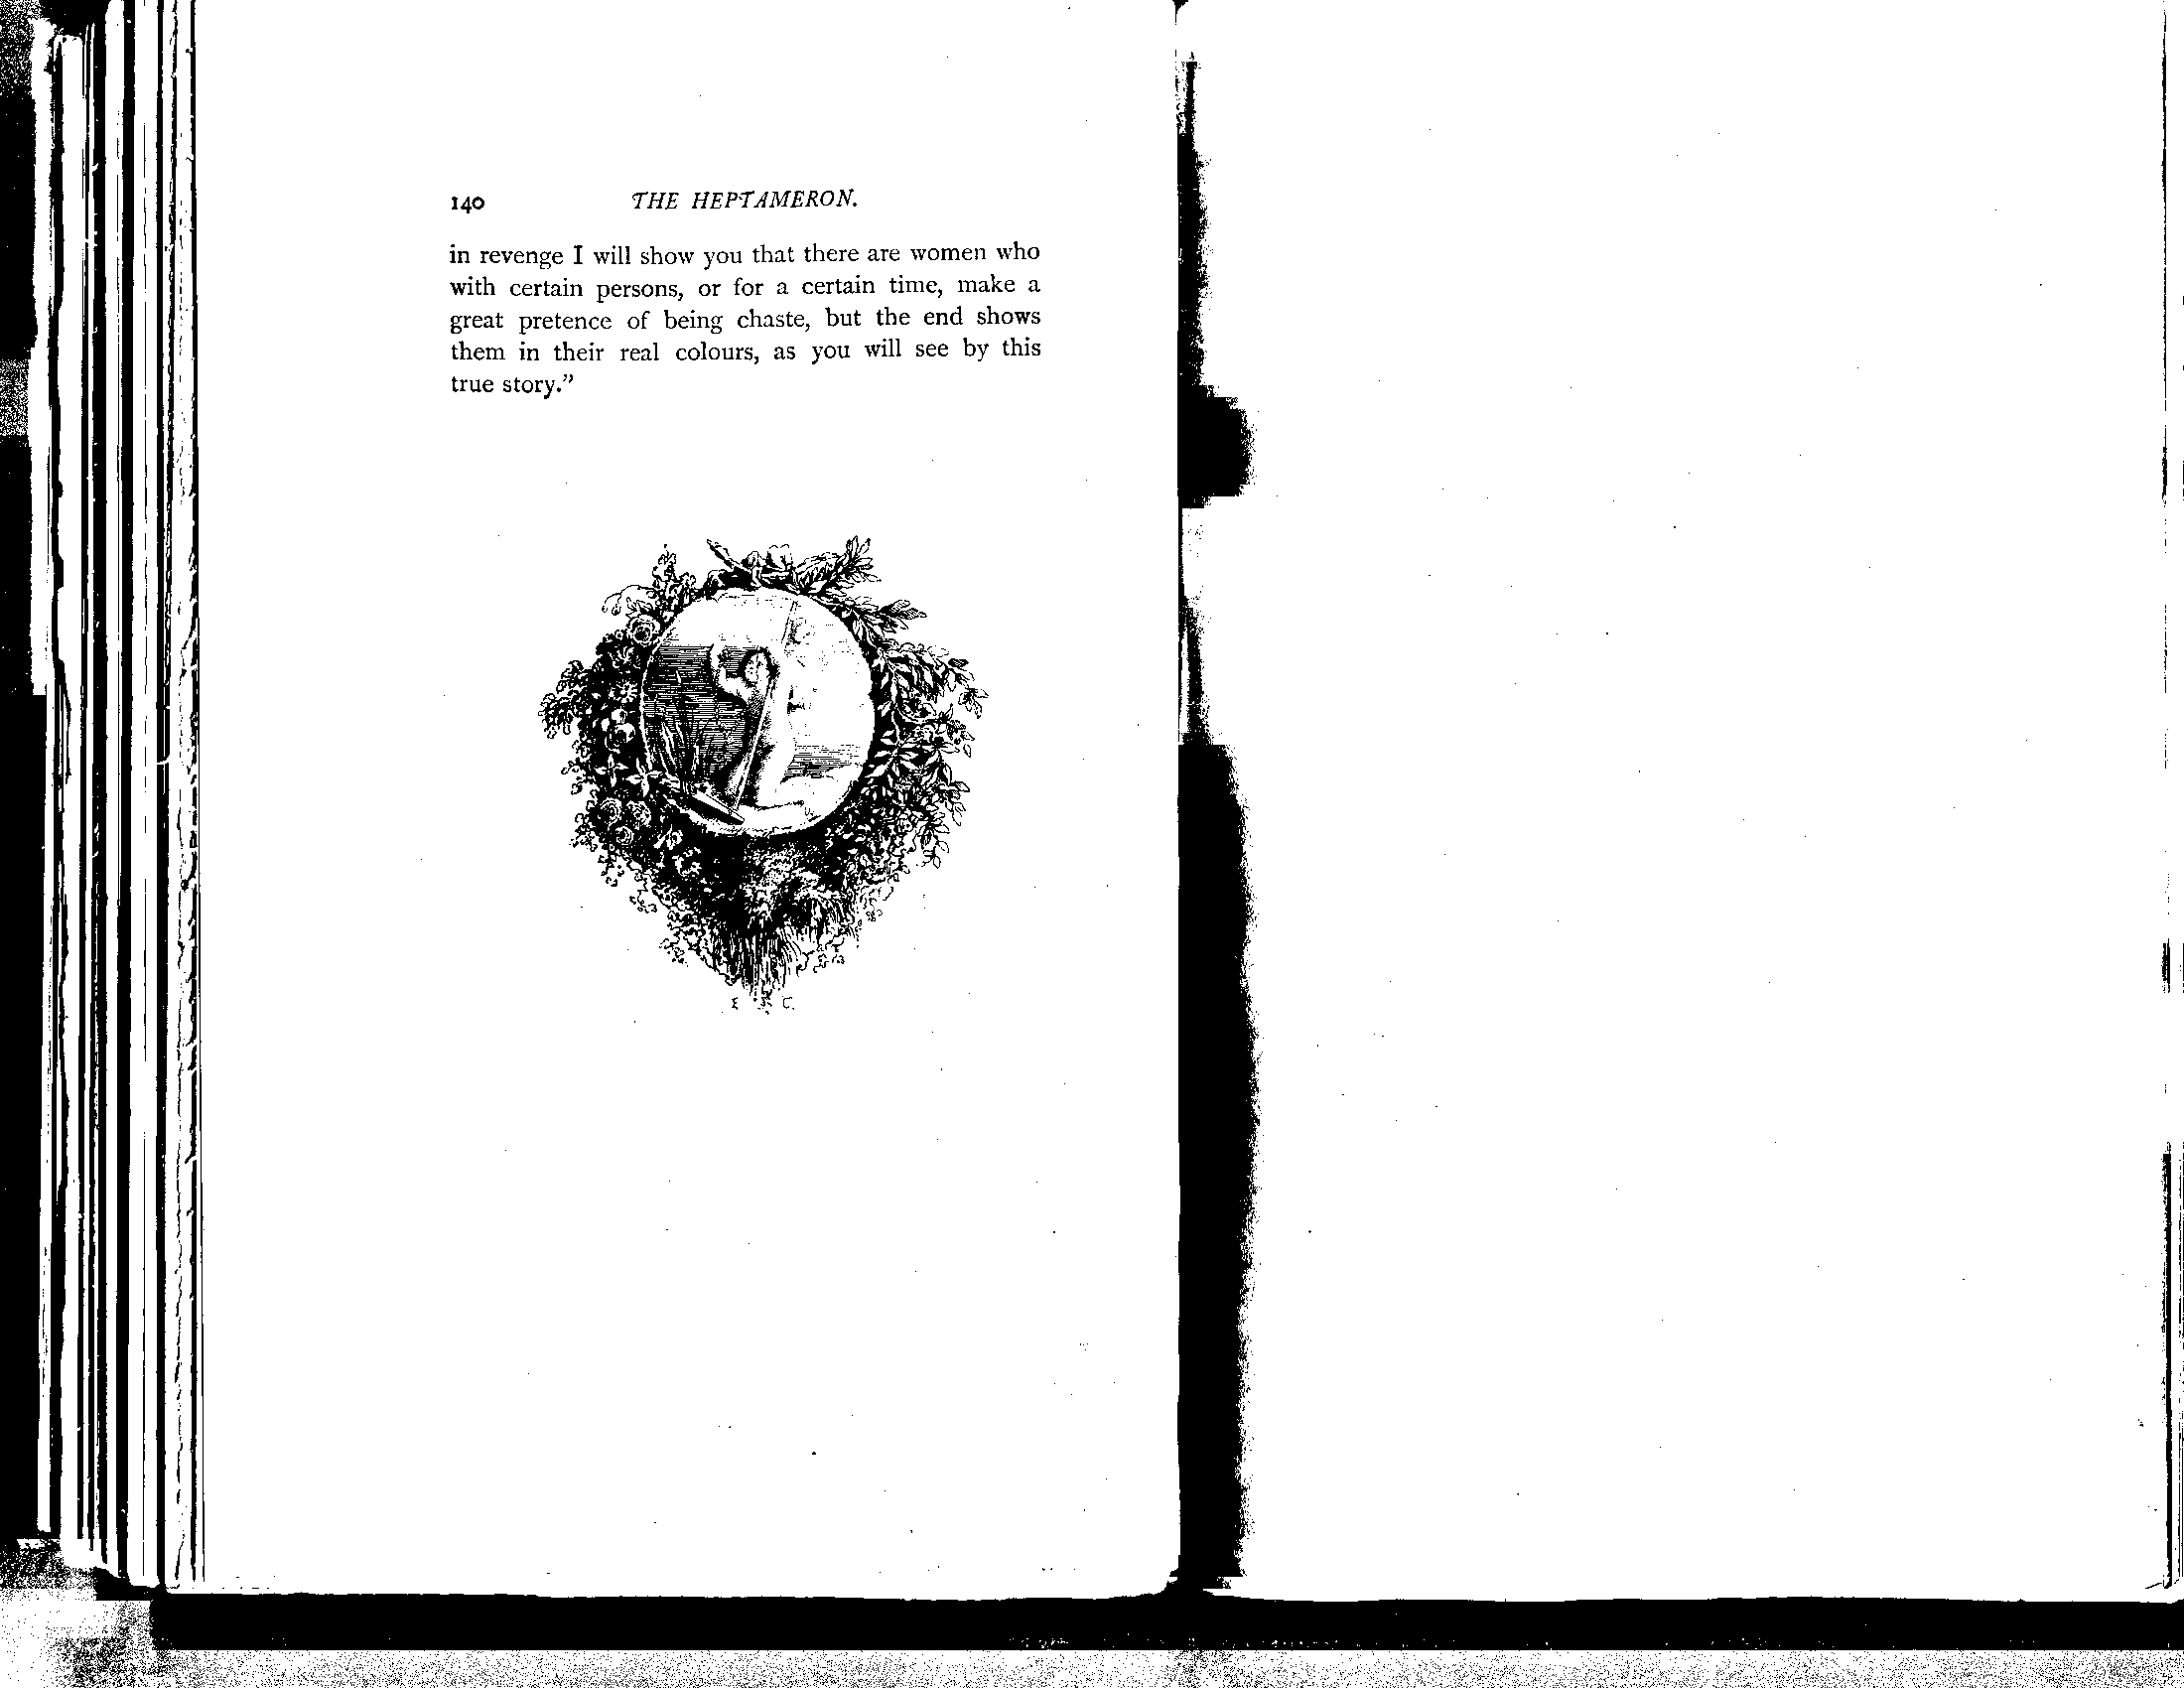 140 THE HEPTAMERON.
in revenge I will show you that there are women who
with certain persons, or for a certain time, make a
great pretence of being chaste, but the end shows
them in their real colours, as you will see by this
true story.”
E C.